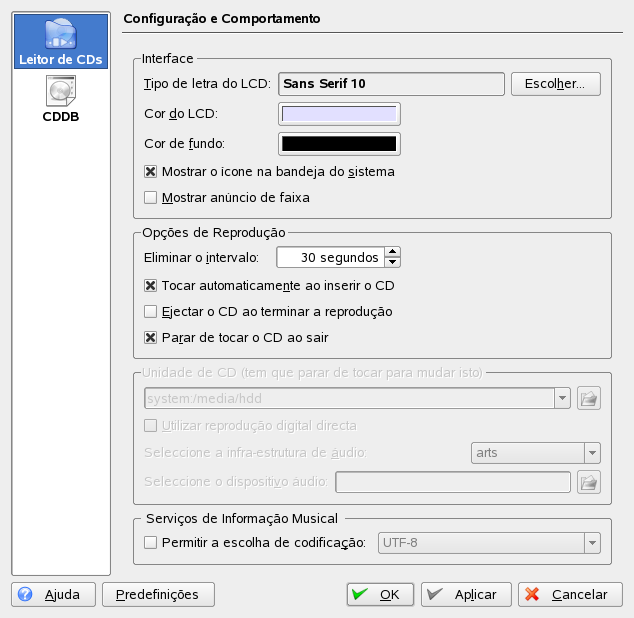 Configuração e Comportamento
Leitor de CDs
CDDB
Interface
Tipo de letra do LCD: Sans Serif 10 Escolher...
Cor do LCD:
Cor de fundo:
Mostrar o ícone na bandeja do sistema
Mostrar anúncio de faixa
Opções de Reprodução
Eliminar o intervalo: 30 segundos
Tocar automaticamente ao inserir o CD
Ejectar o CD ao terminar a reprodução
Parar de tocar o CD ao sair
Unidade de CD (tem que parar de tocar para mudar isto)
system:/media/hdd
Utilizar reprodução digital directa
Seleccione a infra-estrutura de áudio: arts
Seleccione o dispositivo áudio:
Serviços de Informação Musical
Permitir a escolha de codificação: UTF-8
Ajuda Predefinições OK Aplicar Cancelar